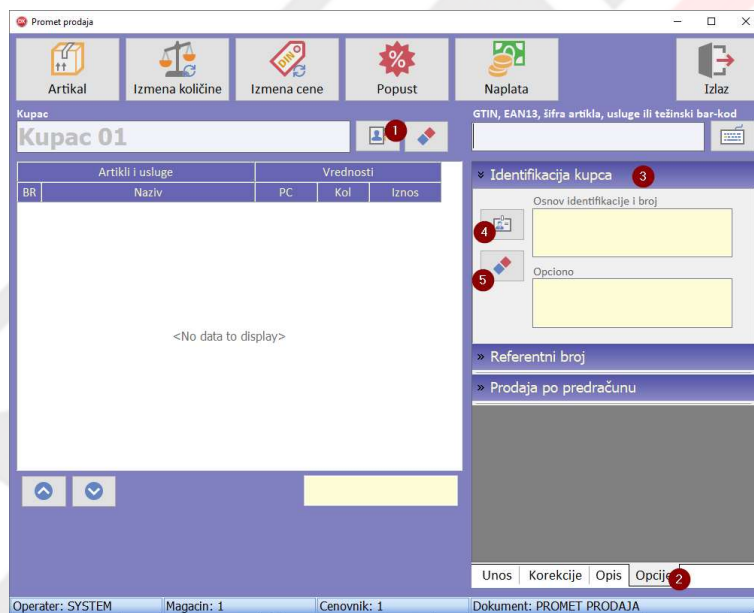 Promet prodaja
Artikal
Izmena količine
Izmena cene
Popust
Naplata
Izlaz
Kupac
GTIN, EAN13, šifra artikla, usluge ili težinski bar-kod
Kupac 01
1
Artikli i usluge Vrednosti
BR Naziv PC Kol Iznos
<No data to display>
Identifikacija kupca 3
Osnov identifikacije i broj
4
5
Opciono
Referentni broj
Prodaja po predračunu
Unos Korekcije Opis Opcije 2
Operater: SYSTEM Magacin: 1 Cenovnik: 1 Dokument: PROMET PRODAJA